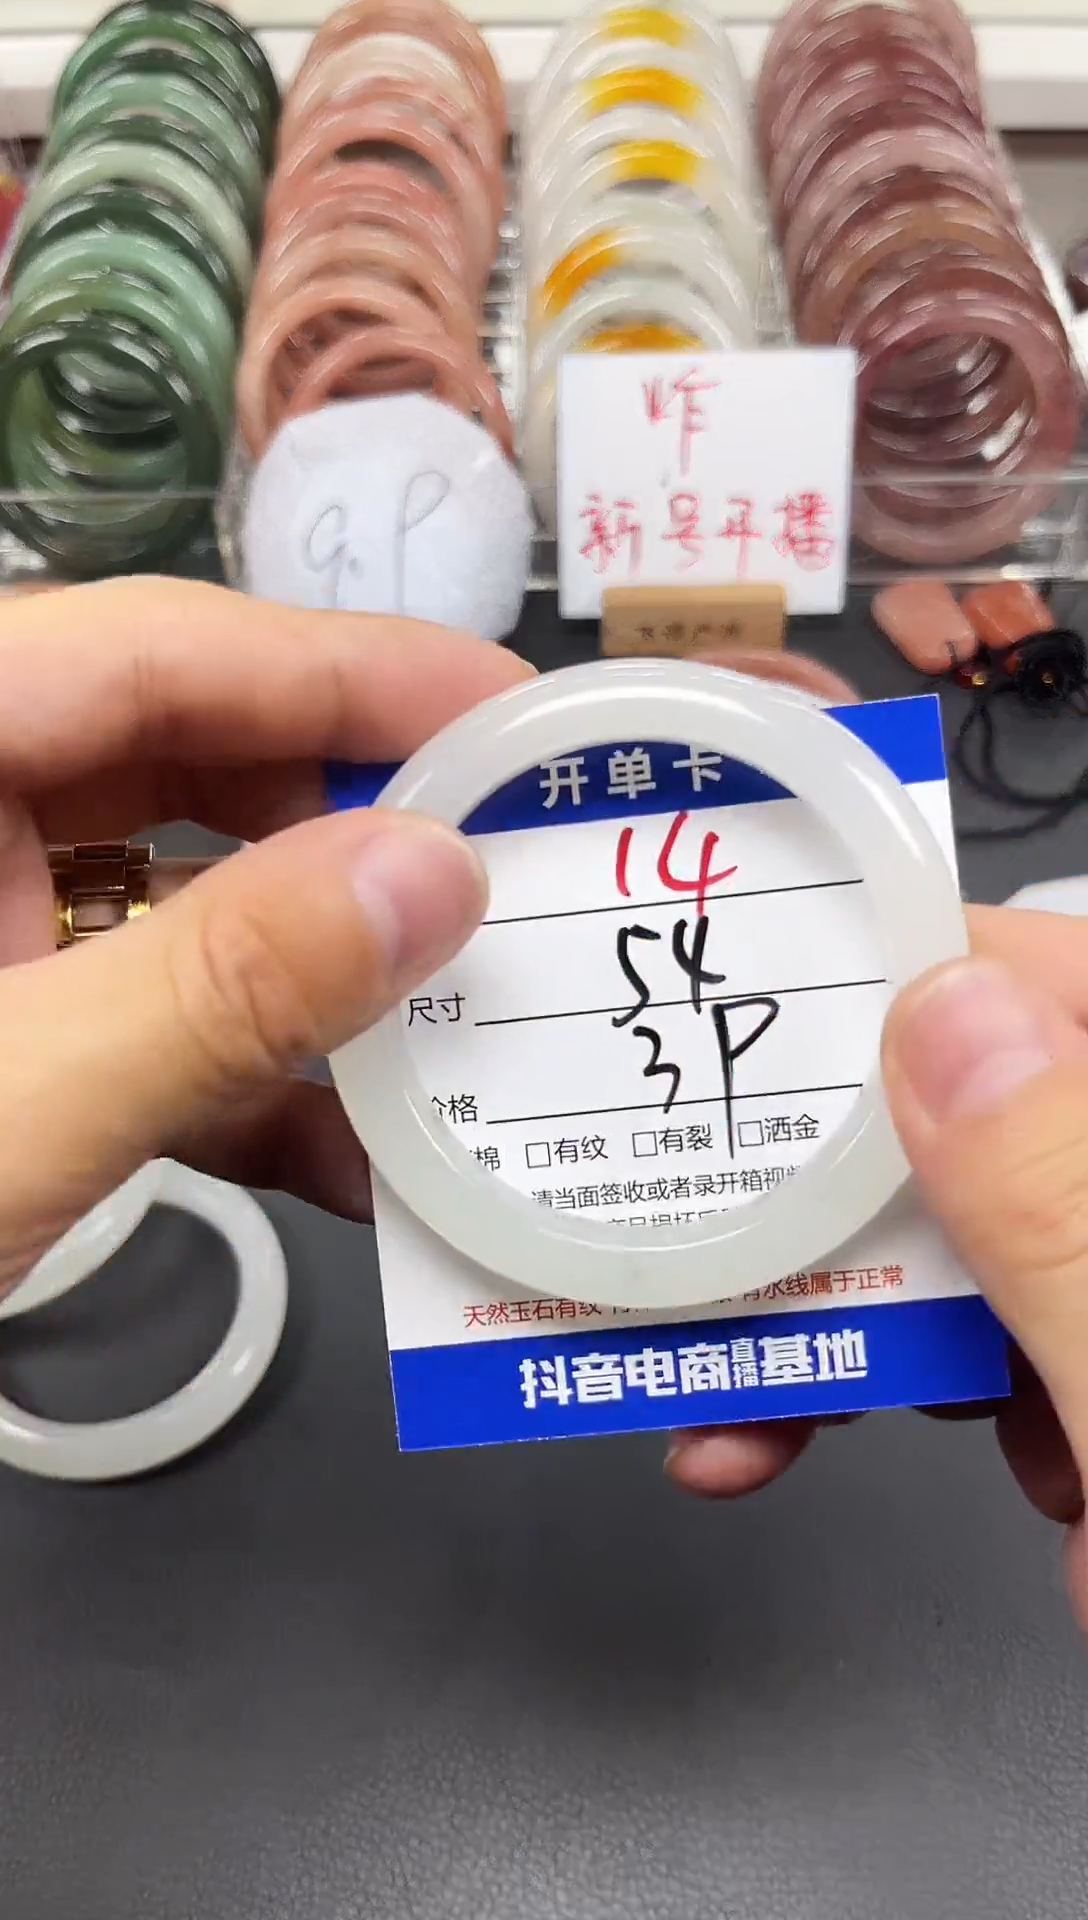 9.P
咋
新号开播
开单卡
14
54
尺寸
3P
价格
棉 □有纹 □有裂 □洒金
请当面签收或者录开箱视
天然玉石有纹
有水线属于正常
抖音电商直播基地